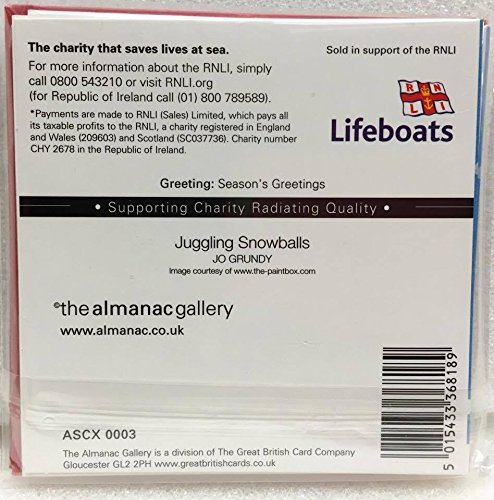 The charity that saves lives at sea.
Sold in support of the RNLI
For more information about the RNLI, simply
call 0800 543210 or visit RNLI.org
(for Republic of Ireland call (01) 800 789589).
R N
L I
Lifeboats
*Payments are made to RNLI (Sales) Limited, which pays all
its taxable profits to the RNLI, a charity registered in England
and Wales (209603) and Scotland (SC037736). Charity number
CHY 2678 in the Republic of Ireland.
Greeting: Season's Greetings
• Supporting Charity Radiating Quality •
Juggling Snowballs
JO GRUNDY
Image courtesy of www.the-paintbox.com
©the almanac gallery
www.almanac.co.uk
5 015433 368189
ASCX 0003
The Almanac Gallery is a division of The Great British Card Company
Gloucester GL2 2PH www.greatbritishcards.co.uk